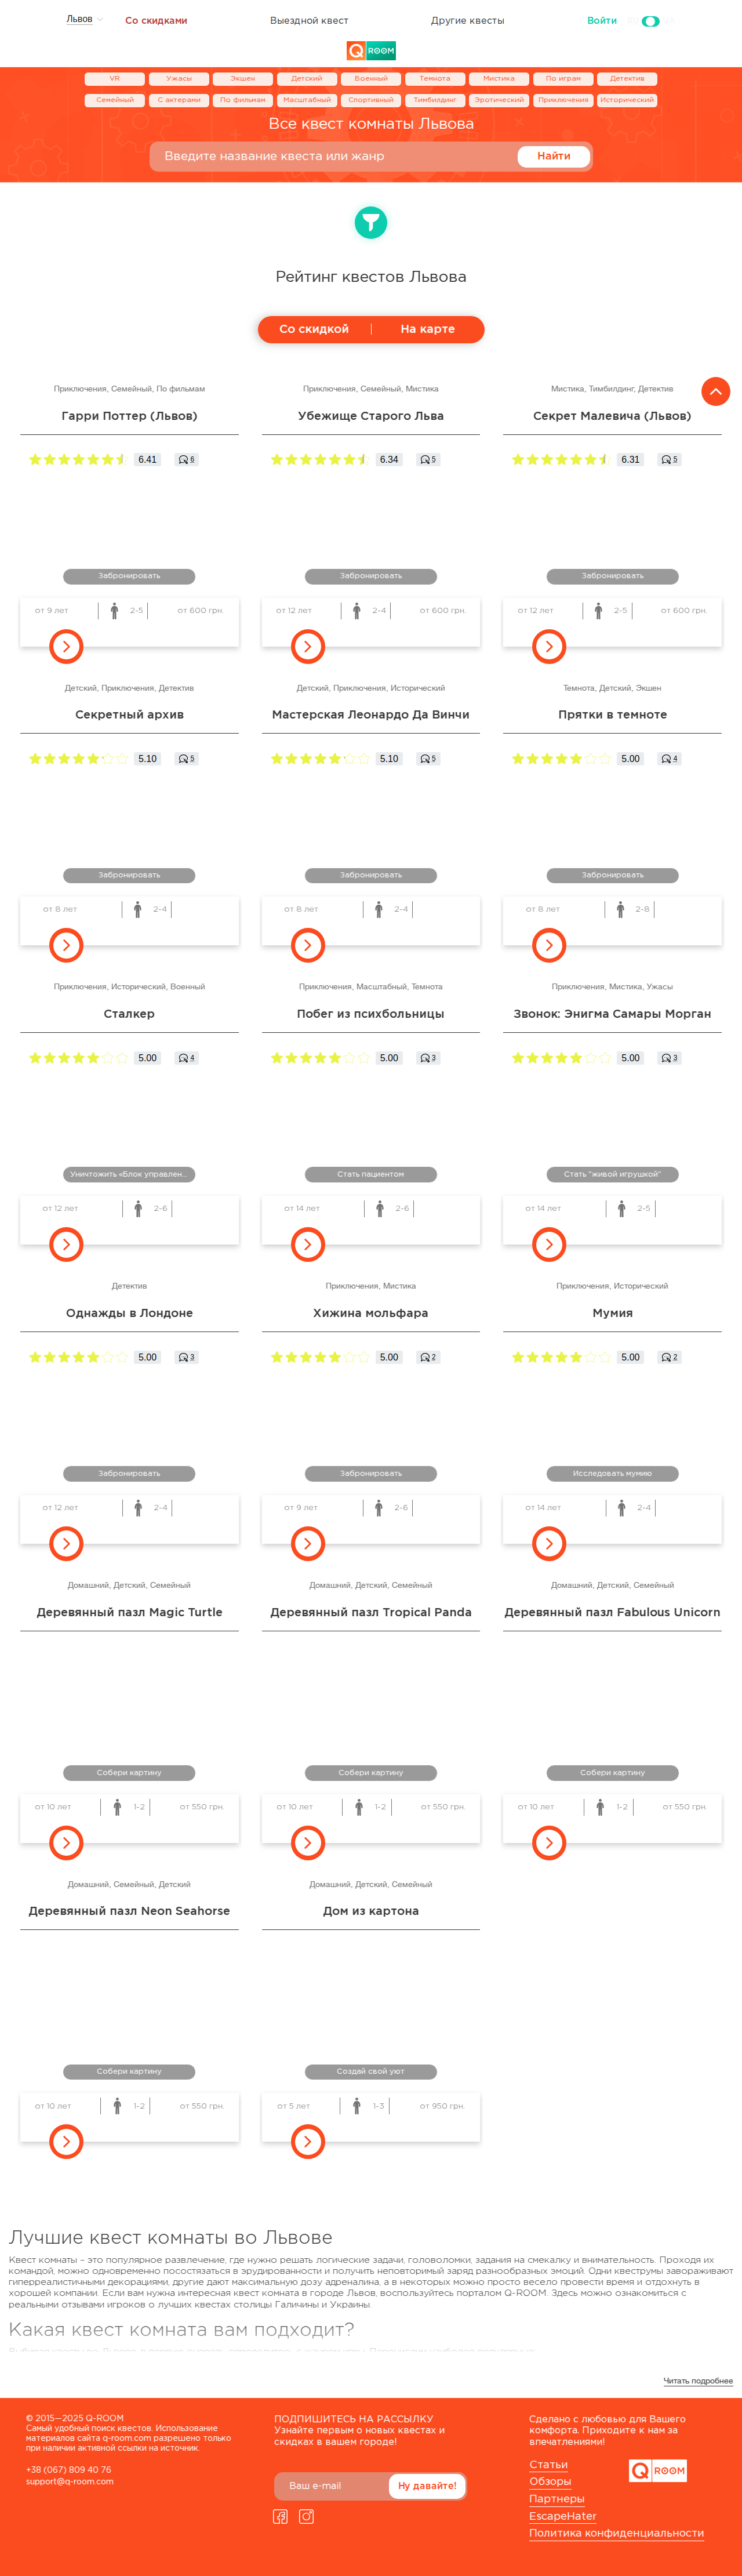 Львов
Со скидками
Выездной квест
Другие квесты
Войти
Q ROOM
VR
Ужасы
Экшен
Детский
Военный
Темнота
Мистика
По играм
Детектив
Семейный
С актерами
По фильмам
Масштабный
Спортивный
Тимбилдинг
Эротический
Приключения
Исторический
Все квест комнаты Львова
Введите название квеста или жанр
Найти
Рейтинг квестов Львова
Со скидкой
На карте
Приключения, Семейный, По фильмам
Гарри Поттер (Львов)
6.41
6
Забронировать
от 9 лет
2-5
от 600 грн.
Приключения, Семейный, Мистика
Убежище Старого Льва
6.34
5
Забронировать
от 12 лет
2-4
от 600 грн.
Мистика, Тимбилдинг, Детектив
Секрет Малевича (Львов)
6.31
5
Забронировать
от 12 лет
2-5
от 600 грн.
Детский, Приключения, Детектив
Секретный архив
5.10
5
Забронировать
от 8 лет
2-4
Детский, Приключения, Исторический
Мастерская Леонардо Да Винчи
5.10
5
Забронировать
от 8 лет
2-4
Темнота, Детский, Экшен
Прятки в темноте
5.00
4
Забронировать
от 8 лет
2-8
Приключения, Исторический, Военный
Сталкер
5.00
4
Уничтожить «Блок управлен...
от 12 лет
2-6
Приключения, Масштабный, Темнота
Побег из психбольницы
5.00
3
Стать пациентом
от 14 лет
2-6
Приключения, Мистика, Ужасы
Звонок: Энигма Самары Морган
5.00
3
Стать "живой игрушкой"
от 14 лет
2-5
Детектив
Однажды в Лондоне
5.00
3
Забронировать
от 12 лет
2-4
Приключения, Мистика
Хижина мольфара
5.00
2
Забронировать
от 9 лет
2-6
Приключения, Исторический
Мумия
5.00
2
Исследовать мумию
от 14 лет
2-4
Домашний, Детский, Семейный
Деревянный пазл Magic Turtle
Собери картину
от 10 лет
1-2
от 550 грн.
Домашний, Детский, Семейный
Деревянный пазл Tropical Panda
Собери картину
от 10 лет
1-2
от 550 грн.
Домашний, Детский, Семейный
Деревянный пазл Fabulous Unicorn
Собери картину
от 10 лет
1-2
от 550 грн.
Домашний, Семейный, Детский
Деревянный пазл Neon Seahorse
Собери картину
от 10 лет
1-2
от 550 грн.
Домашний, Детский, Семейный
Дом из картона
Создай свой уют
от 5 лет
1-3
от 950 грн.
Лучшие квест комнаты во Львове
Квест комнаты – это популярное развлечение, где нужно решать логические задачи, головоломки, задания на смекалку и внимательность. Проходя их
командой, можно одновременно посостязаться в эрудированности и получить неповторимый заряд разнообразных эмоций. Одни квеструмы завораживают
гиперреалистичными декорациями, другие дают максимальную дозу адреналина, а в некоторых можно просто весело провести время и отдохнуть в
хорошей компании. Если вам нужна интересная квест комната в городе Львов, воспользуйтесь порталом Q-ROOM. Здесь можно ознакомиться с
реальными отзывами игроков о лучших квестах столицы Галичины и Украины.
Какая квест комната вам подходит?
Читать подробнее
© 2015—2025 Q-ROOM
Самый удобный поиск квестов. Использование
материалов сайта q-room.com разрешено только
при наличии активной ссылки на источник.
+38 (067) 809 40 76
support@q-room.com
ПОДПИШИТЕСЬ НА РАССЫЛКУ
Узнайте первым о новых квестах и
скидках в вашем городе!
Ваш e-mail
Ну давайте!
Сделано с любовью для Вашего
комфорта. Приходите к нам за
впечатлениями!
Статьи
Обзоры
Партнеры
EscapeHater
Политика конфиденциальности
Q ROOM